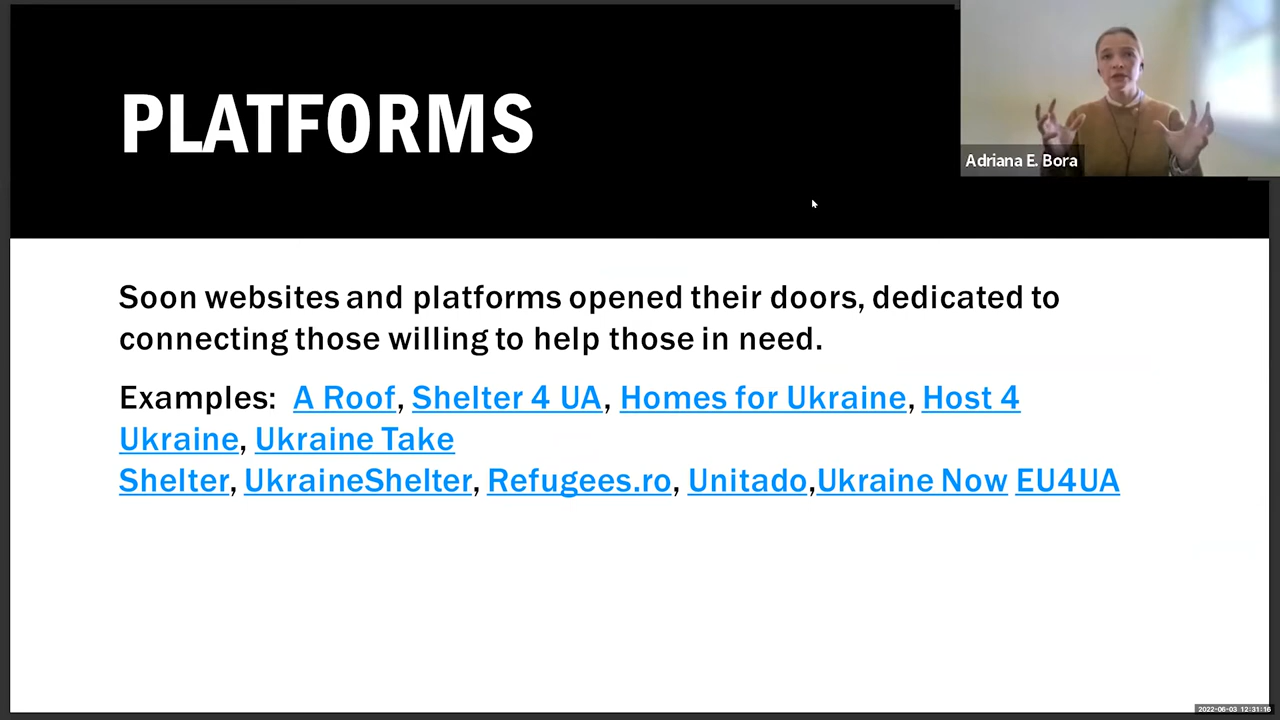 PLATFORMS
Adriana E. Bora
Soon websites and platforms opened their doors, dedicated to
connecting those willing to help those in need.
Examples:  A Roof, Shelter 4 UA, Homes for Ukraine, Host 4
Ukraine, Ukraine Take
Shelter, UkraineShelter, Refugees.ro, Unitado,Ukraine Now EU4UA
2022-06-03 12:31:16